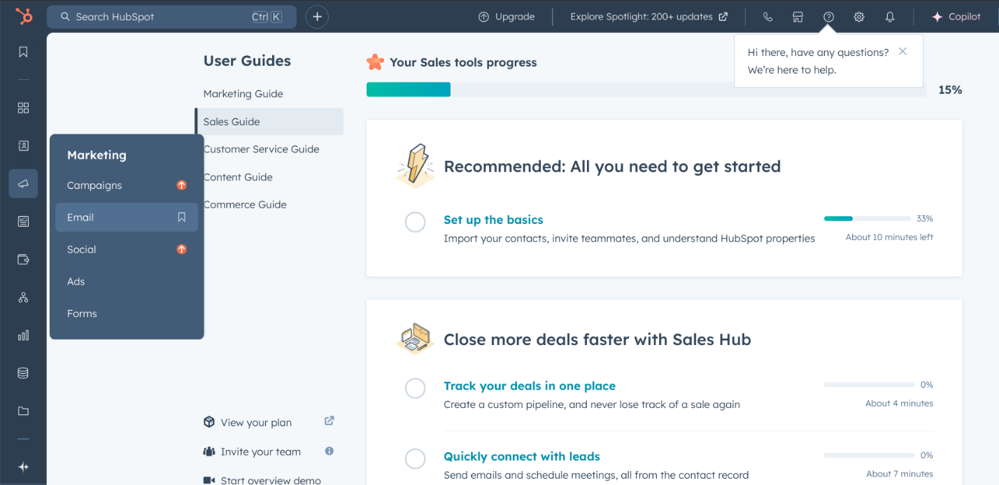 Search HubSpot
Ctrl K
Upgrade
Explore Spotlight: 200+ updates
Copilot
Hi there, have any questions?
We're here to help.
User Guides
Marketing Guide
Sales Guide
Customer Service Guide
Content Guide
Commerce Guide
Marketing
Campaigns
Email
Social
Ads
Forms
View your plan
Invite your team
Start overview demo
Your Sales tools progress
15%
Recommended: All you need to get started
Set up the basics
33%
Import your contacts, invite teammates, and understand HubSpot properties
About 10 minutes left
Close more deals faster with Sales Hub
Track your deals in one place
0%
Create a custom pipeline, and never lose track of a sale again
About 4 minutes
Quickly connect with leads
0%
Send emails and schedule meetings, all from the contact record
About 7 minutes